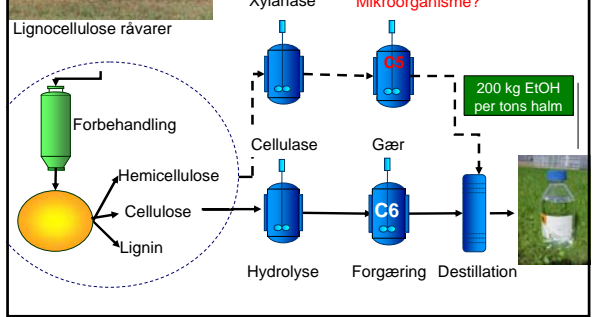 Xylanase
Mikroorganisme?
Lignocellulose råvarer
C5
200 kg EtOH
per tons halm
Forbehandling
Cellulase
Gær
Hemicellulose
Cellulose
C6
Lignin
Hydrolyse
Forgæring
Destillation